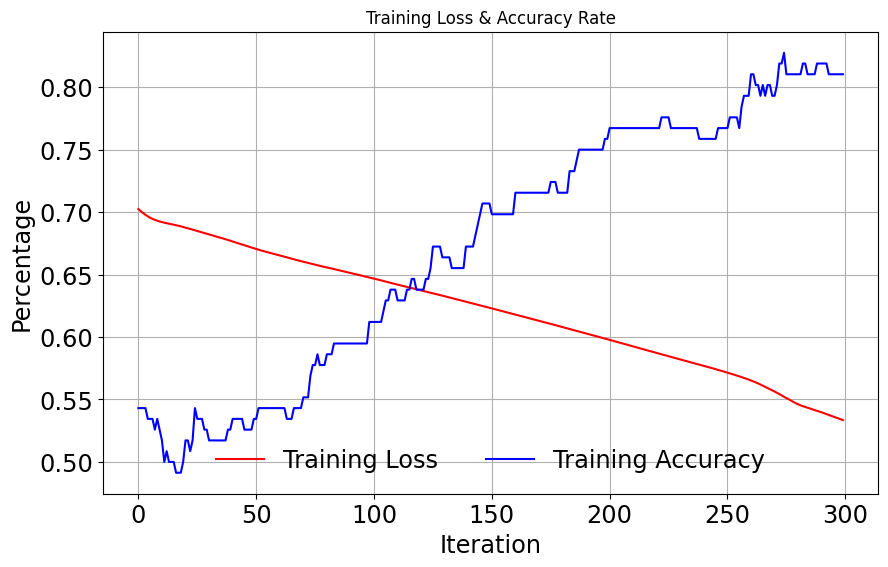 Training Loss & Accuracy Rate
Percentage
0.80
0.75
0.70
0.65
0.60
0.55
0.50
Training Loss Training Accuracy
0 50 100 150 200 250 300
Iteration